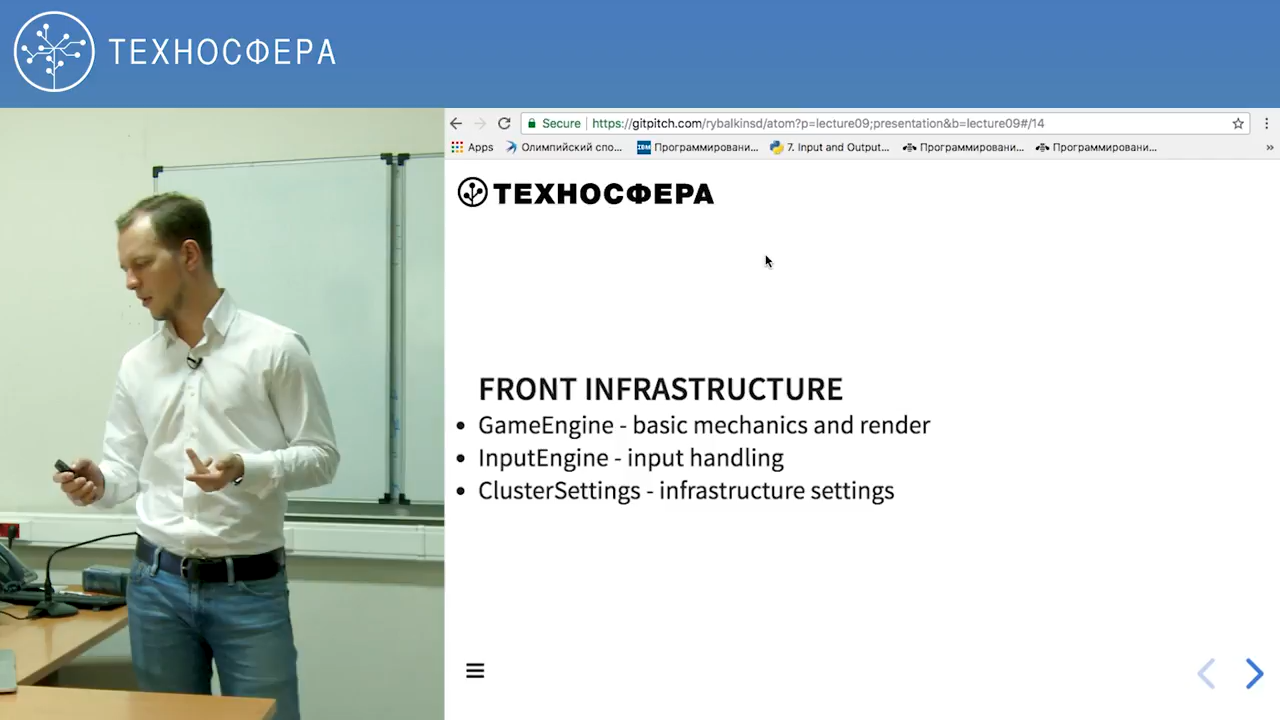 ТЕХНОСФЕРА
Secure https://gitpitch.com/rybalkinsd/atom?p=lecture09;presentation&b=lecture09#/14
Apps Олимпийский спо... IBM Программировани... 7. Input and Output... Программировани... Программировани... »
ТЕХНОСФЕРА
FRONT INFRASTRUCTURE
• GameEngine - basic mechanics and render
• InputEngine - input handling
• ClusterSettings - infrastructure settings